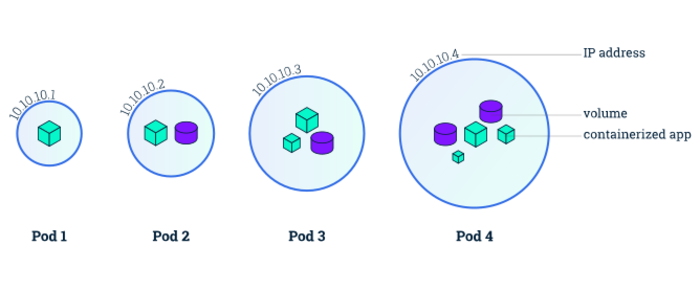 10.10.10.1
10.10.10.2
10.10.10.3
10.10.10.4
IP address
volume
containerized app
Pod 1
Pod 2
Pod 3
Pod 4